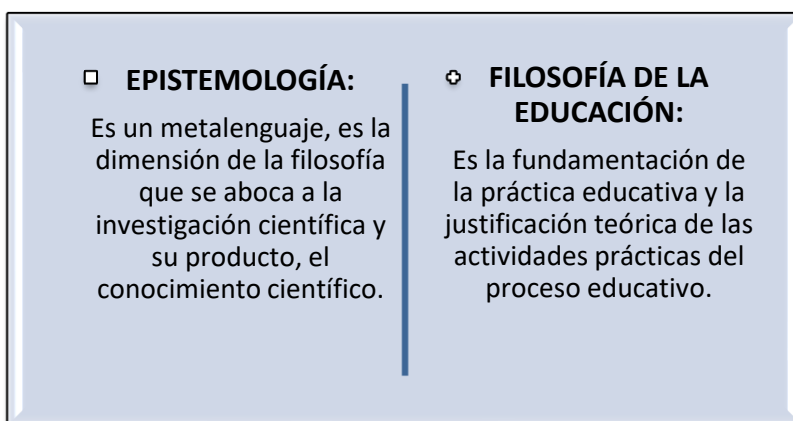 EPISTEMOLOGÍA:
Es un metalenguaje, es la
dimensión de la filosofía
que se aboca a la
investigación científica y
su producto, el
conocimiento científico.
FILOSOFÍA DE LA
EDUCACIÓN:
Es la fundamentación de
la práctica educativa y la
justificación teórica de las
actividades prácticas del
proceso educativo.